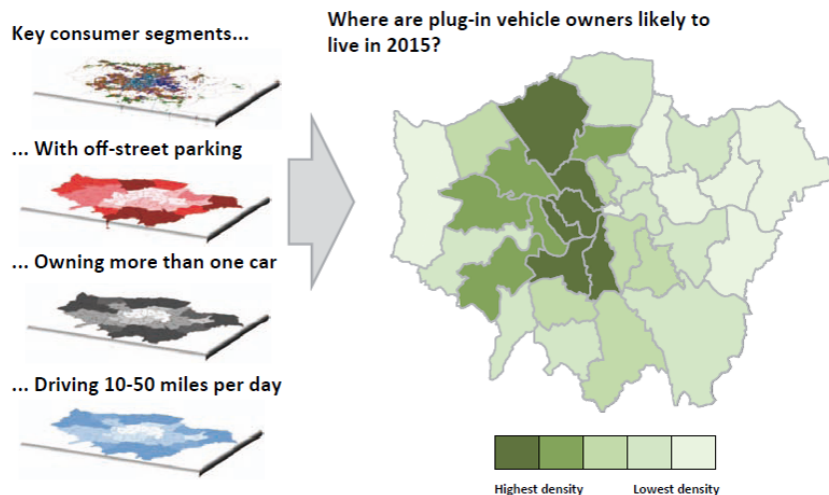 Key consumer segments...
... With off-street parking
... Owning more than one car
... Driving 10-50 miles per day
Where are plug-in vehicle owners likely to
live in 2015?
Highest density
Lowest density